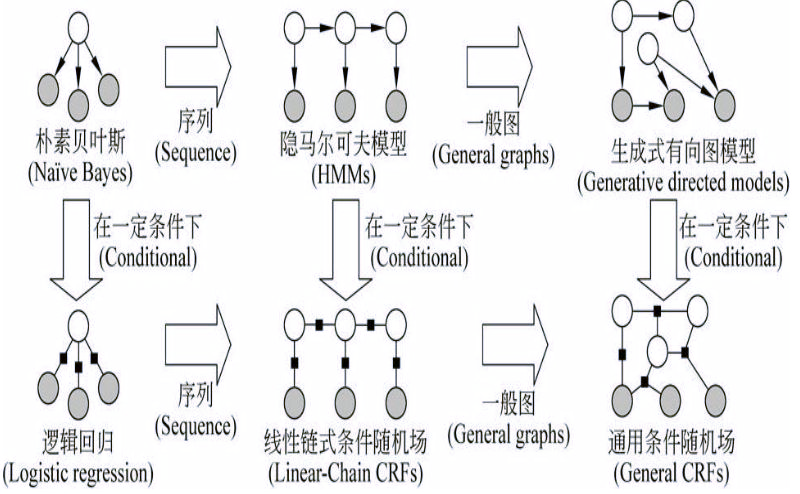 朴素贝叶斯
(Naïve Bayes)
序列
(Sequence)
隐马尔可夫模型
(HMMs)
一般图
(General graphs)
生成式有向图模型
(Generative directed models)
在一定条件下
(Conditional)
在一定条件下
(Conditional)
在一定条件下
(Conditional)
逻辑回归
(Logistic regression)
序列
(Sequence)
线性链式条件随机场
(Linear-Chain CRFs)
一般图
(General graphs)
通用条件随机场
(General CRFs)